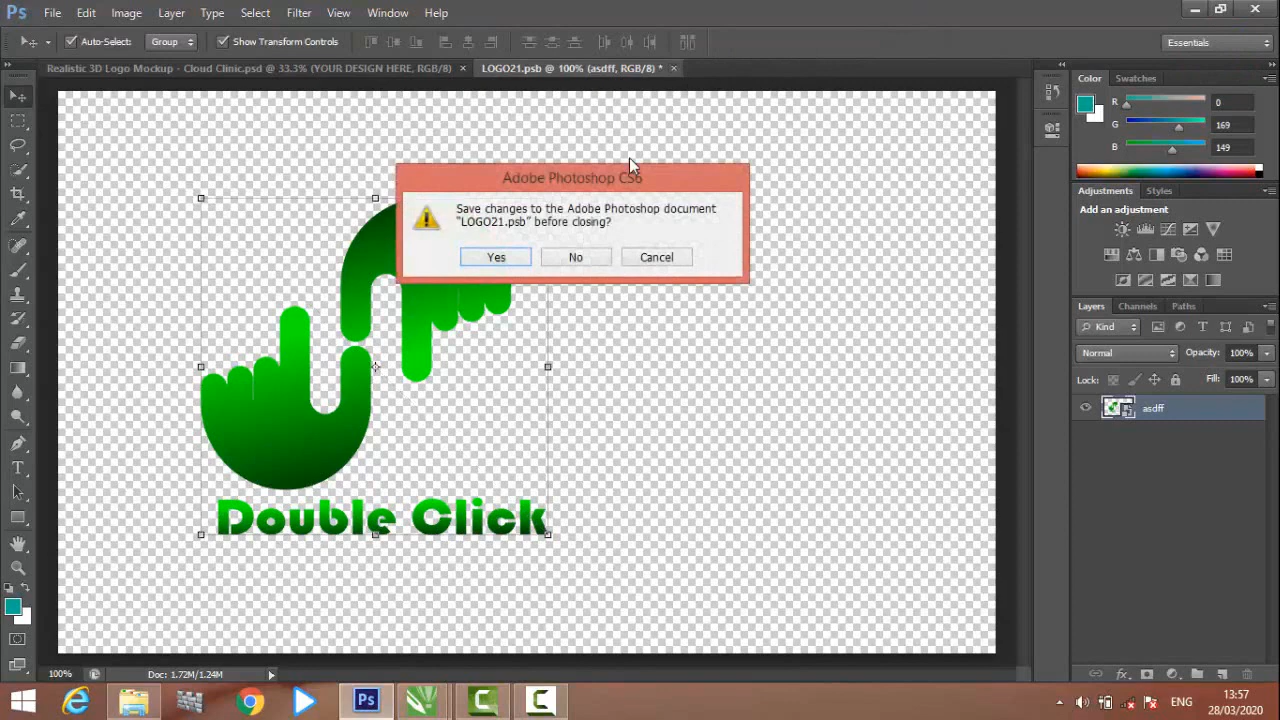 Ps File Edit Image Layer Type Select Filter View Window Help
Auto-Select: Group Show Transform Controls Essentials
Realistic 3D Logo Mockup - Cloud Clinic.psd @ 33.3% (YOUR DESIGN HERE, RGB/8) × LOGO21.psb @ 100% (asdff, RGB/8) * ×
Color Swatches
R 0
G 169
B 149
Adobe Photoshop CS6
Save changes to the Adobe Photoshop document
“LOGO21.psb” before closing?
Yes No Cancel
Adjustments Styles
Add an adjustment
Layers Channels Paths
Kind
Normal Opacity: 100%
Lock: Fill: 100%
asdff
Double Click
100% Doc: 1.72M/1.24M
Ps
ENG
13:57
28/03/2020